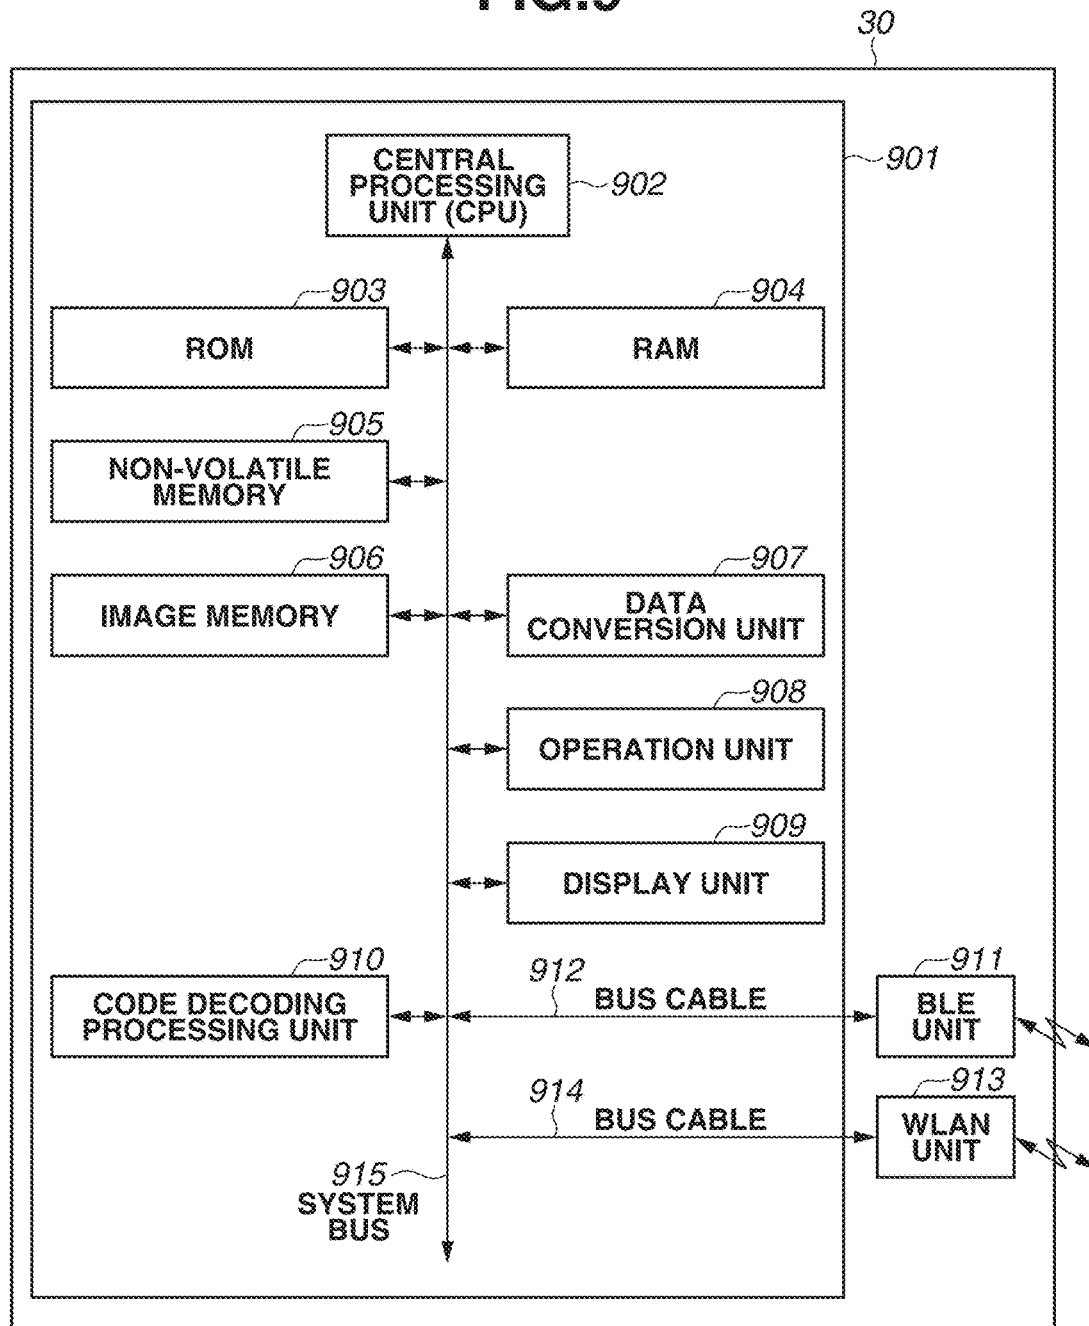 30
901
CENTRAL
PROCESSING
UNIT (CPU)
902
903
ROM
904
RAM
905
NON-VOLATILE
MEMORY
906
IMAGE MEMORY
907
DATA
CONVERSION UNIT
908
OPERATION UNIT
909
DISPLAY UNIT
910
CODE DECODING
PROCESSING UNIT
912
BUS CABLE
911
BLE
UNIT
914
BUS CABLE
913
WLAN
UNIT
915
SYSTEM
BUS